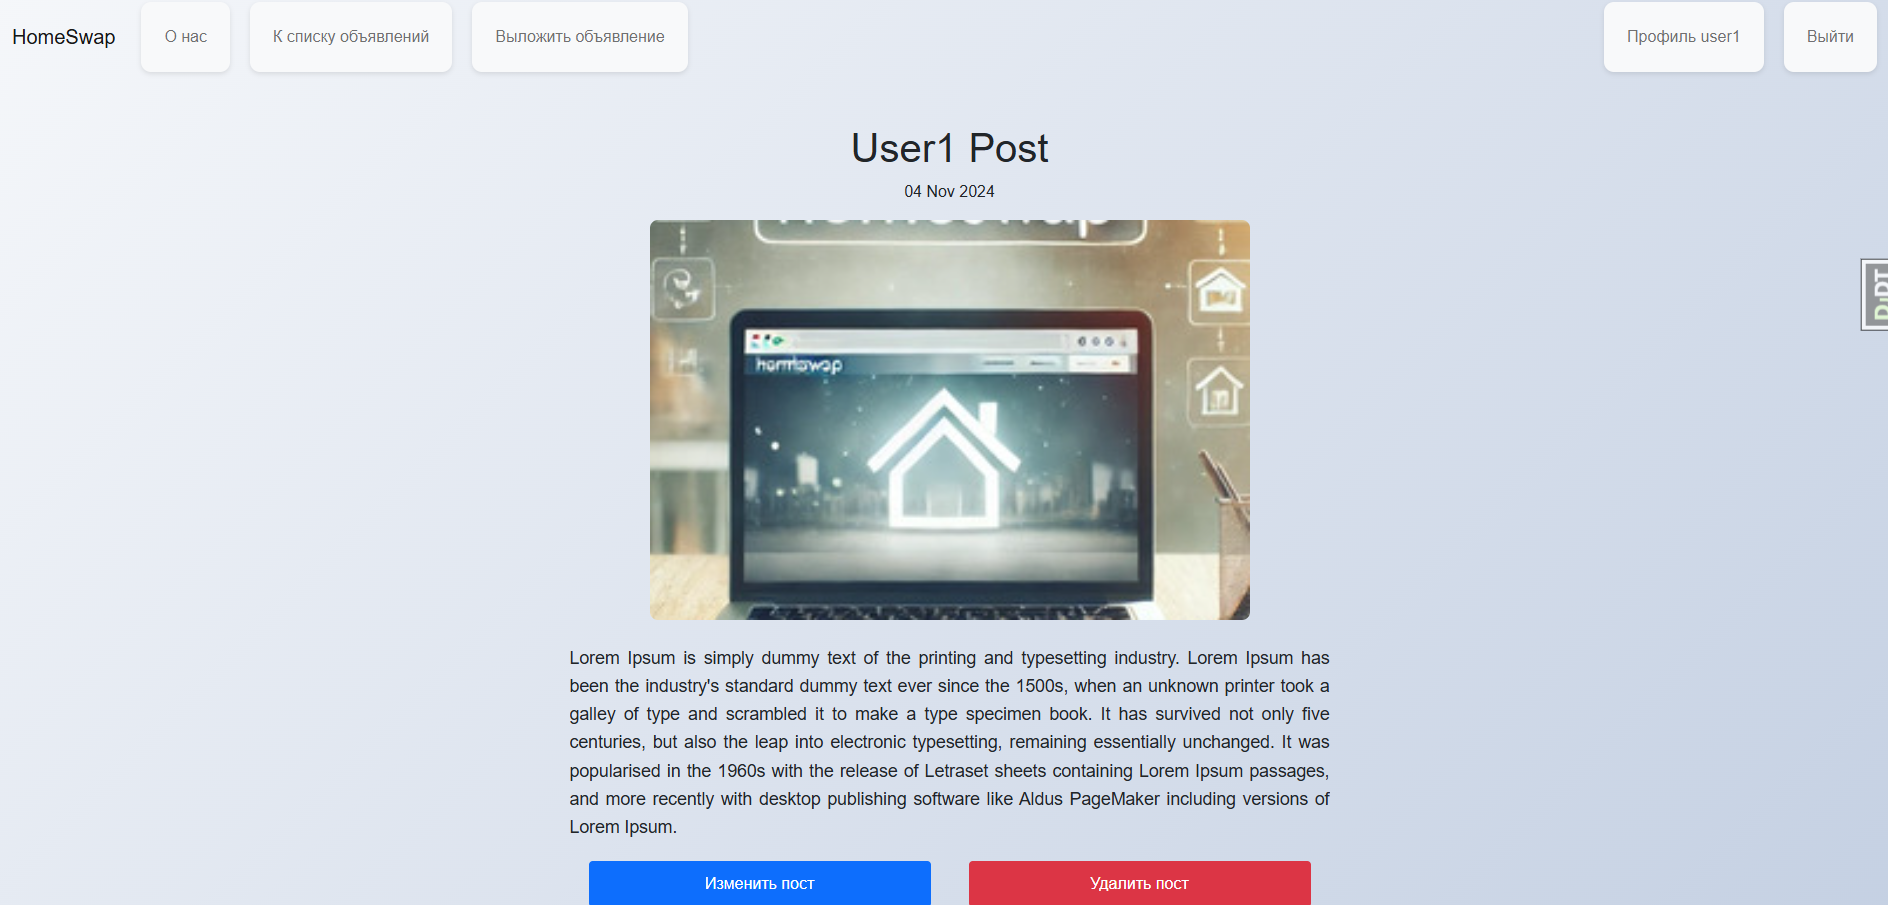 HomeSwap
О нас
К списку объявлений
Выложить объявление
Профиль user1
Выйти
User1 Post
04 Nov 2024
DJDT
Lorem Ipsum is simply dummy text of the printing and typesetting industry. Lorem Ipsum has
been the industry's standard dummy text ever since the 1500s, when an unknown printer took a
galley of type and scrambled it to make a type specimen book. It has survived not only five
centuries, but also the leap into electronic typesetting, remaining essentially unchanged. It was
popularised in the 1960s with the release of Letraset sheets containing Lorem Ipsum passages,
and more recently with desktop publishing software like Aldus PageMaker including versions of
Lorem Ipsum.
Изменить пост
Удалить пост